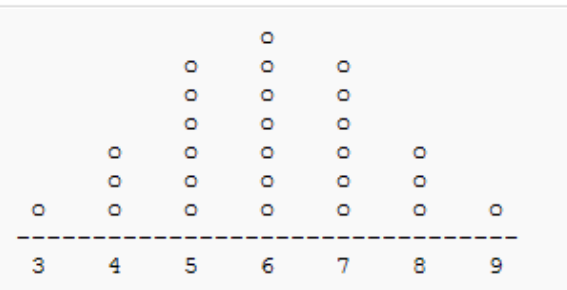 o
          o     o     o
          o     o     o
          o     o     o
    o     o     o     o     o
    o     o     o     o     o
o   o     o     o     o     o     o
---------------------------------
3   4     5     6     7     8     9